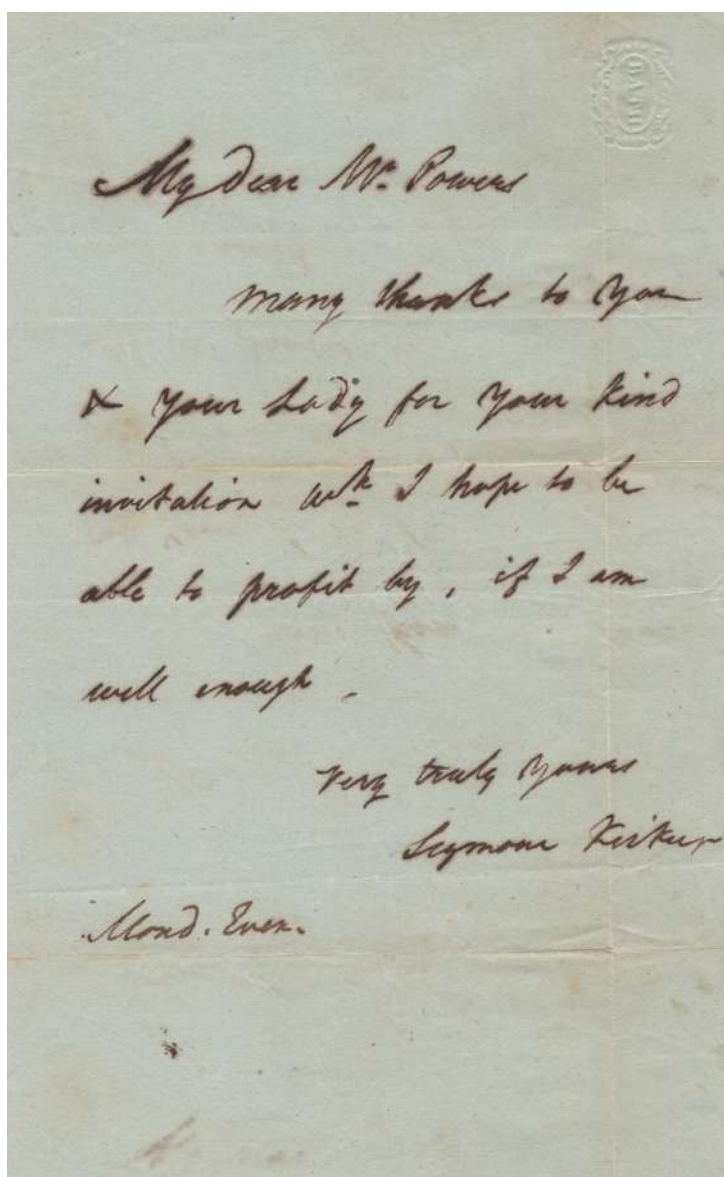 BATH
My Dear Mr. Powers
many thanks to you
& your Lady for your kind
invitation wh. I hope to be
able to profit by, if I am
well enough.
very truly yours
Seymour Kirkup
Mond. Even.